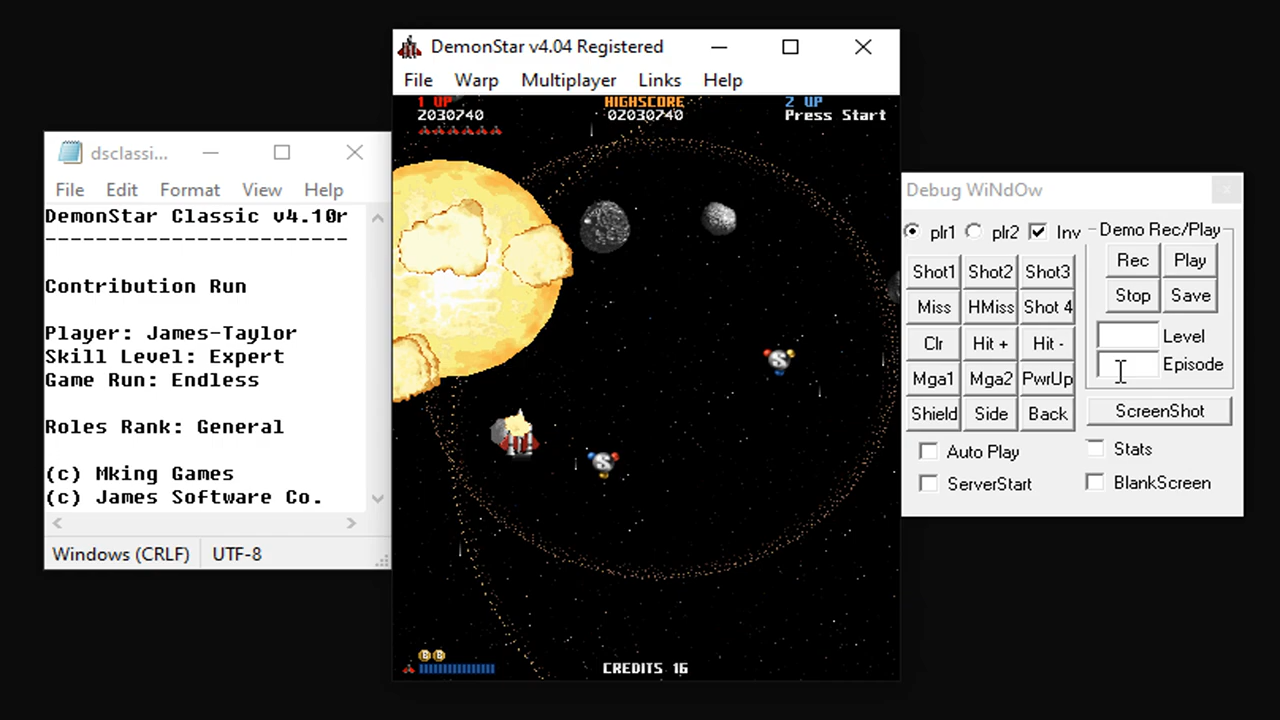 dsclassi...
File Edit Format View Help
DemonStar Classic v4.10r
------------------------
Contribution Run
Player: James-Taylor
Skill Level: Expert
Game Run: Endless
Roles Rank: General
(c) Mking Games
(c) James Software Co.
Windows (CRLF) UTF-8
DemonStar v4.04 Registered
File Warp Multiplayer Links Help
1 UP HIGHSCORE 2 UP
2030740 02030740 Press Start
S
S
B B
CREDITS 16
Debug WiNdOw
plr1 plr2 Inv Demo Rec/Play
Shot1 Shot2 Shot3 Rec Play
Miss HMiss Shot 4 Stop Save
Clr Hit + Hit - Level
Mga1 Mga2 PwrUp Episode
Shield Side Back ScreenShot
Auto Play Stats
ServerStart BlankScreen